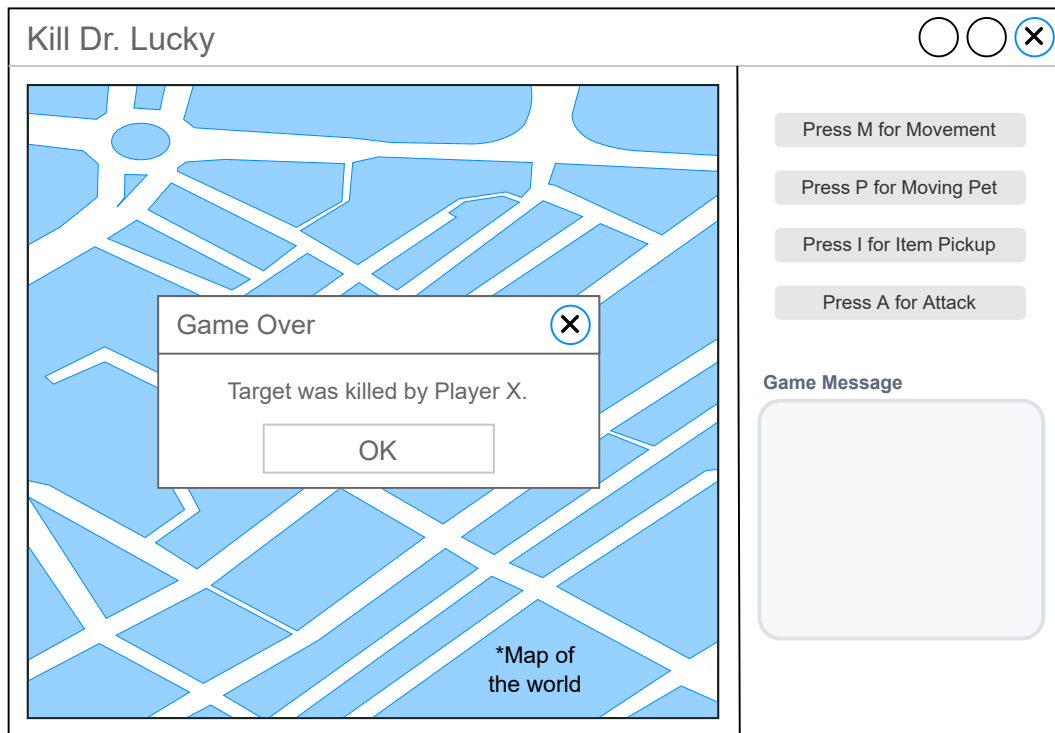 Kill Dr. Lucky
Press M for Movement
Press P for Moving Pet
Press I for Item Pickup
Press A for Attack
Game Over
Target was killed by Player X.
OK
Game Message
*Map of
the world